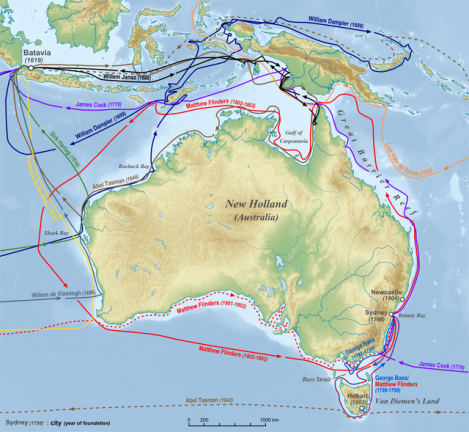 William Dampier (1699)
Batavia
(1619)
Willem Jansz (1606)
James Cook (1770)
Matthew Flinders (1802-1803)
William Dampier (1699)
Gulf of
Carpentaria
Great Barrier Reef
Dirk Hartog (1616)
Roebuck Bay
Abel Tasman (1644)
New Holland
(Australia)
Shark Bay
Willem de Vlamingh (1696)
Newcastle
(1804)
Sydney
(1788)
Botany Bay
Matthew Flinders (1801-1802)
Matthew Flinders (1802-1803)
George Bass
James Cook (1770)
Bass Strait
George Bass/
Matthew Flinders
(1798-1799)
Hobart
(1803)
Van Diemen's Land
Abel Tasman (1642)
Sydney (1788) : city (year of foundation)
0 200 1000 km